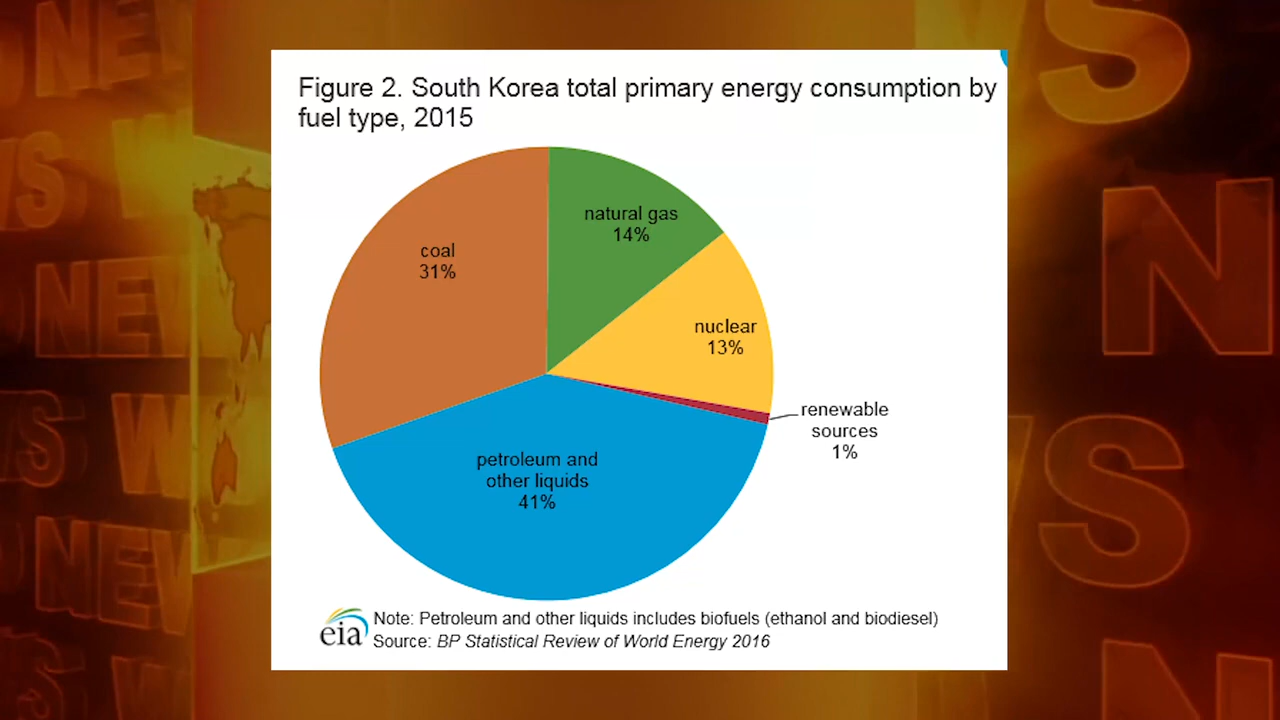 Figure 2. South Korea total primary energy consumption by
fuel type, 2015
natural gas
14%
coal
31%
nuclear
13%
renewable
sources
1%
petroleum and
other liquids
41%
eia
Note: Petroleum and other liquids includes biofuels (ethanol and biodiesel)
Source: BP Statistical Review of World Energy 2016